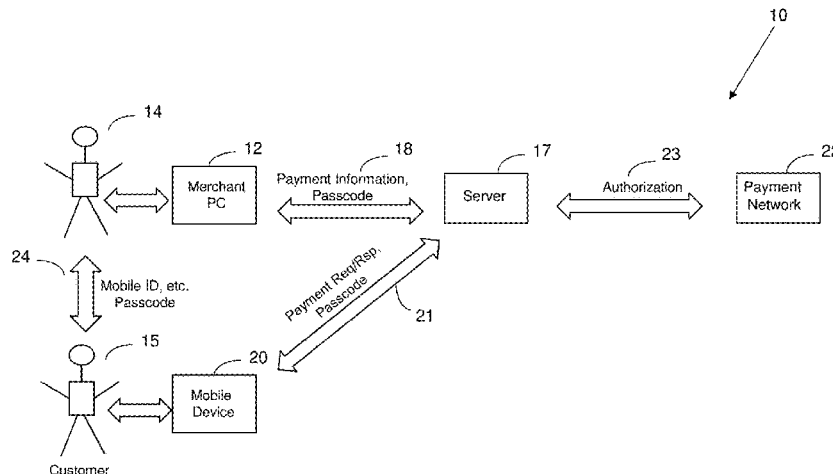 10
14
12
18
17
23
22
Merchant
PC
Payment Information,
Passcode
Server
Authorization
Payment
Network
24
Mobile ID, etc.
Passcode
Payment Req/Rsp,
Passcode
21
15
20
Mobile
Device
Customer